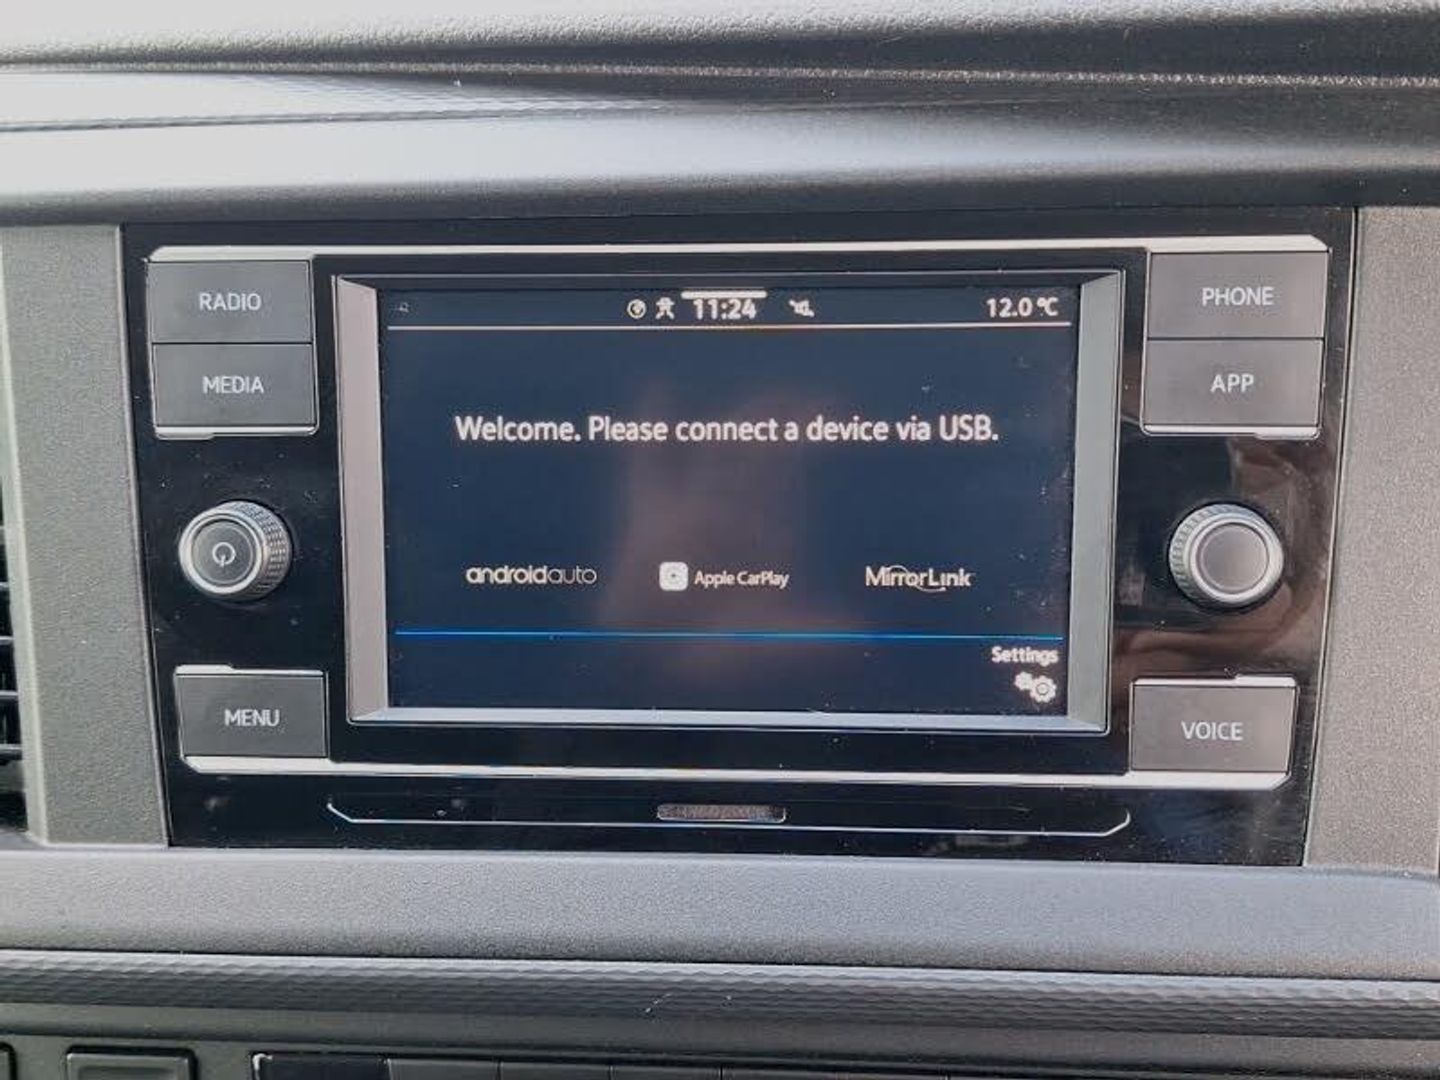 RADIO
MEDIA
MENU
11:24
12.0 °C
Welcome. Please connect a device via USB.
androidauto
Apple CarPlay
MirrorLink
Settings
PHONE
APP
VOICE